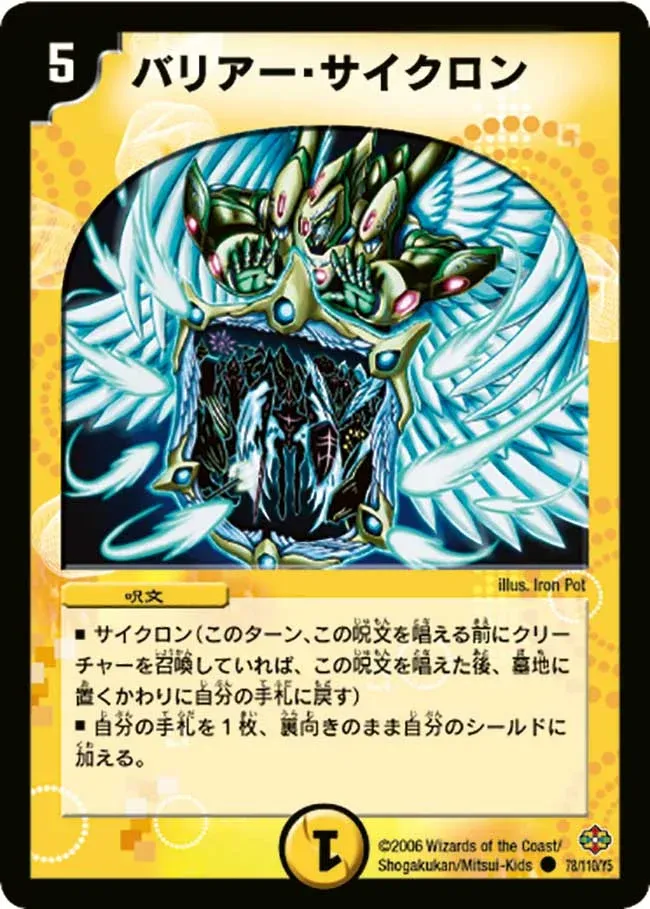 5
バリアー・サイクロン
illus. Iron Pot
呪文
■ サイクロン(このターン、この呪文を唱える前にクリー
チャーを召喚していれば、この呪文を唱えた後、墓地に
置くかわりに自分の手札に戻す)
■ 自分の手札を1枚、裏向きのまま自分のシールドに
加える。
1
©2006 Wizards of the Coast/
Shogakukan/Mitsui-Kids
78/110/Y5